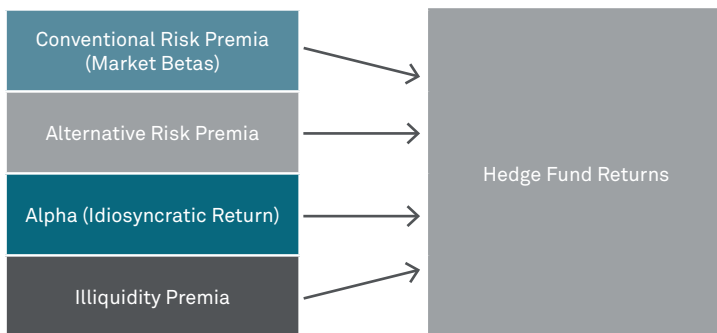 Conventional Risk Premia
(Market Betas)
Alternative Risk Premia
Hedge Fund Returns
Alpha (Idiosyncratic Return)
Illiquidity Premia